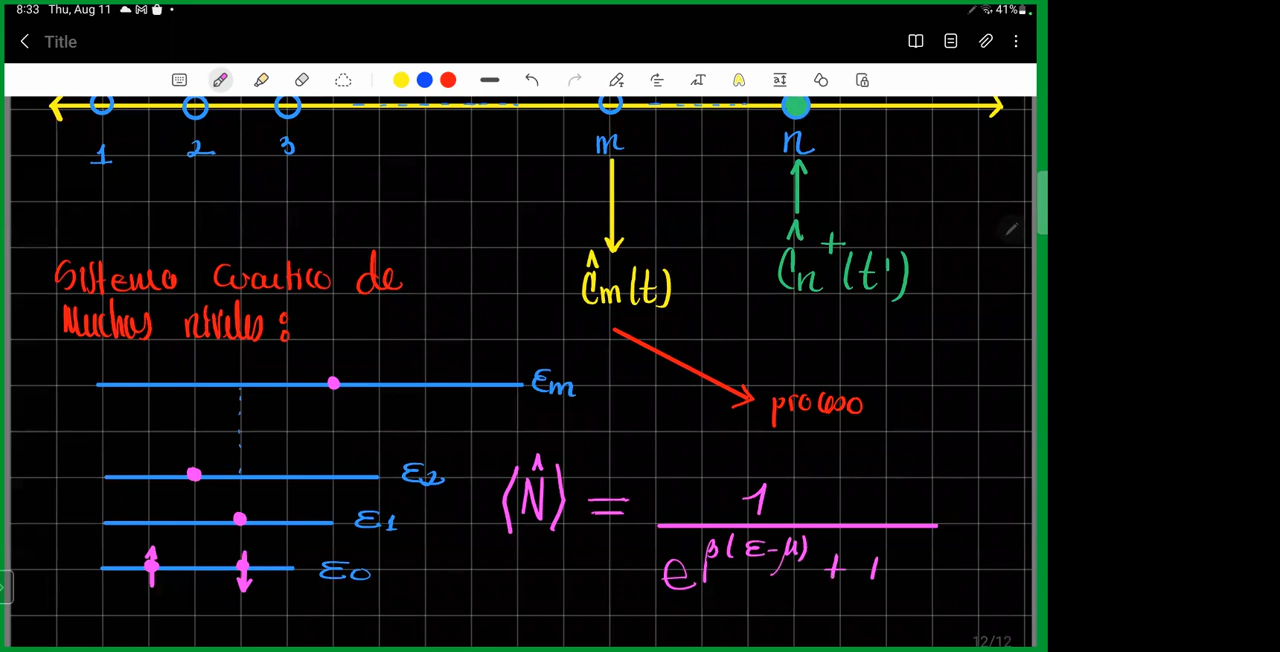 8:33 Thu, Aug 11 41%
Title
1 2 3 m n
Ĉm(t) Ĉn⁺(t')
Sistema cuantico de
Muchos niveles:
εm
proceso
ε2
⟨N̂⟩ = 1 / e^β(ε-μ) + 1
ε1
ε0
12/12